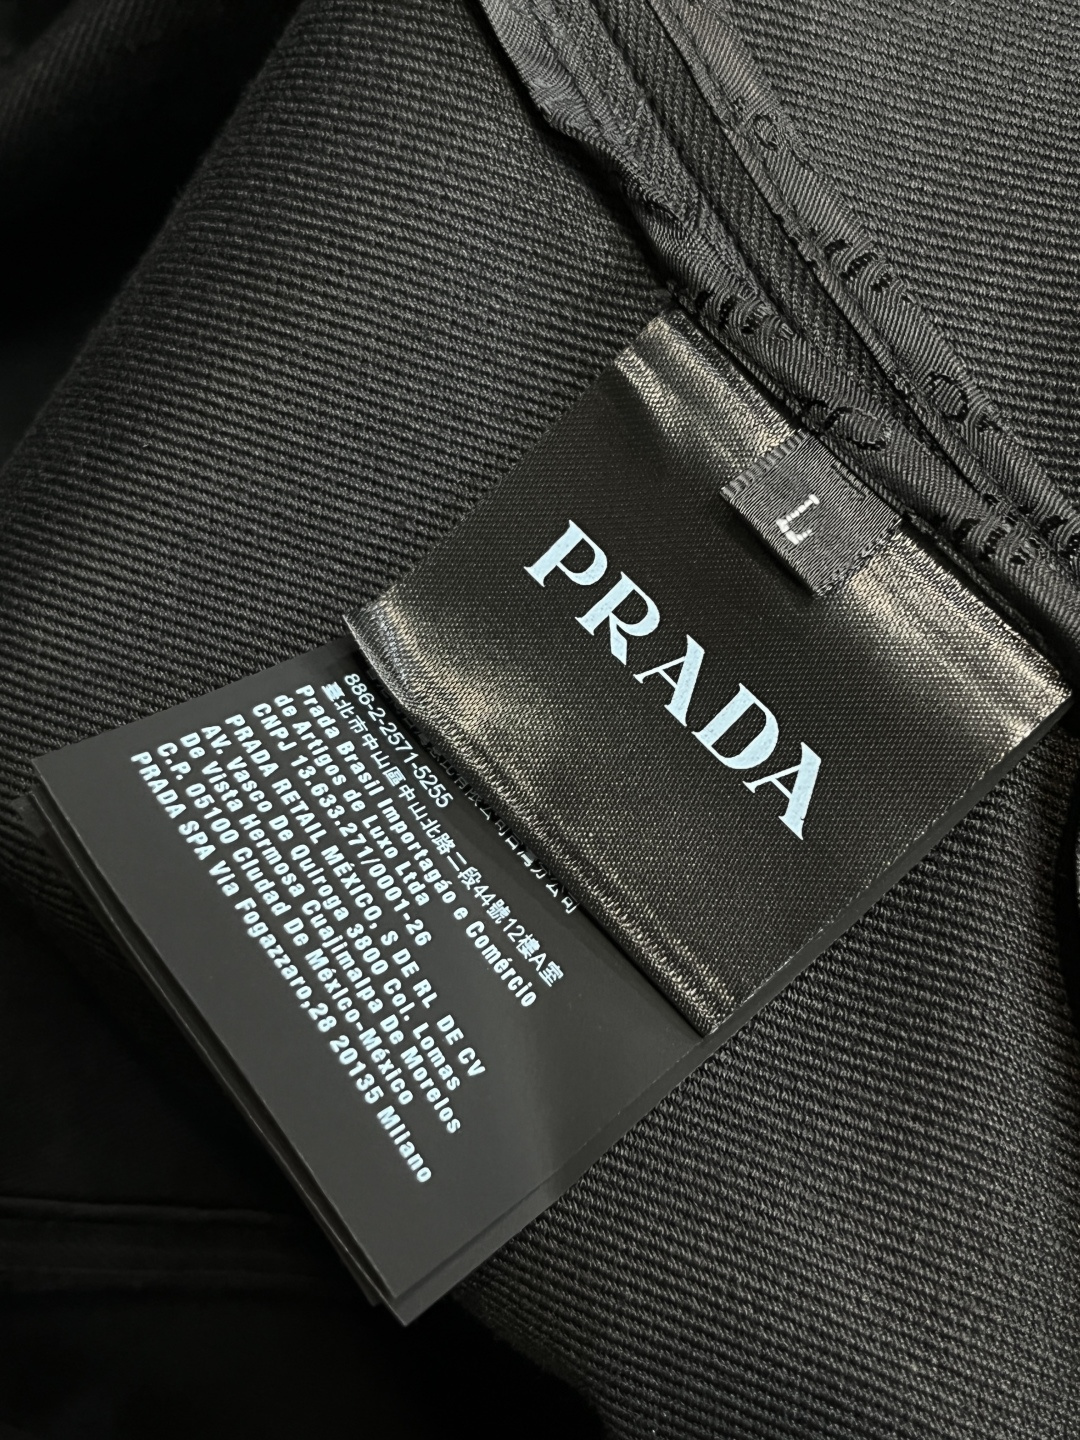 L
PRADA
886-2-2571-5255
臺北市中山區中山北路二段44號12樓A室
Prada Brasil Importagáo e Comércio
de Artigos de Luxo Ltda
CNPJ 13.633.271/0001-26
PRADA RETAIL MEXICO, S DE RL DE CV
AV. Vasco De Quiroga 3800 Col. Lomas
De Vista Hermosa Cuajimalpa De Morelos
C.P. 05100 Ciudad De México-México
PRADA SPA Via Fogazzaro,28 20135 Milano